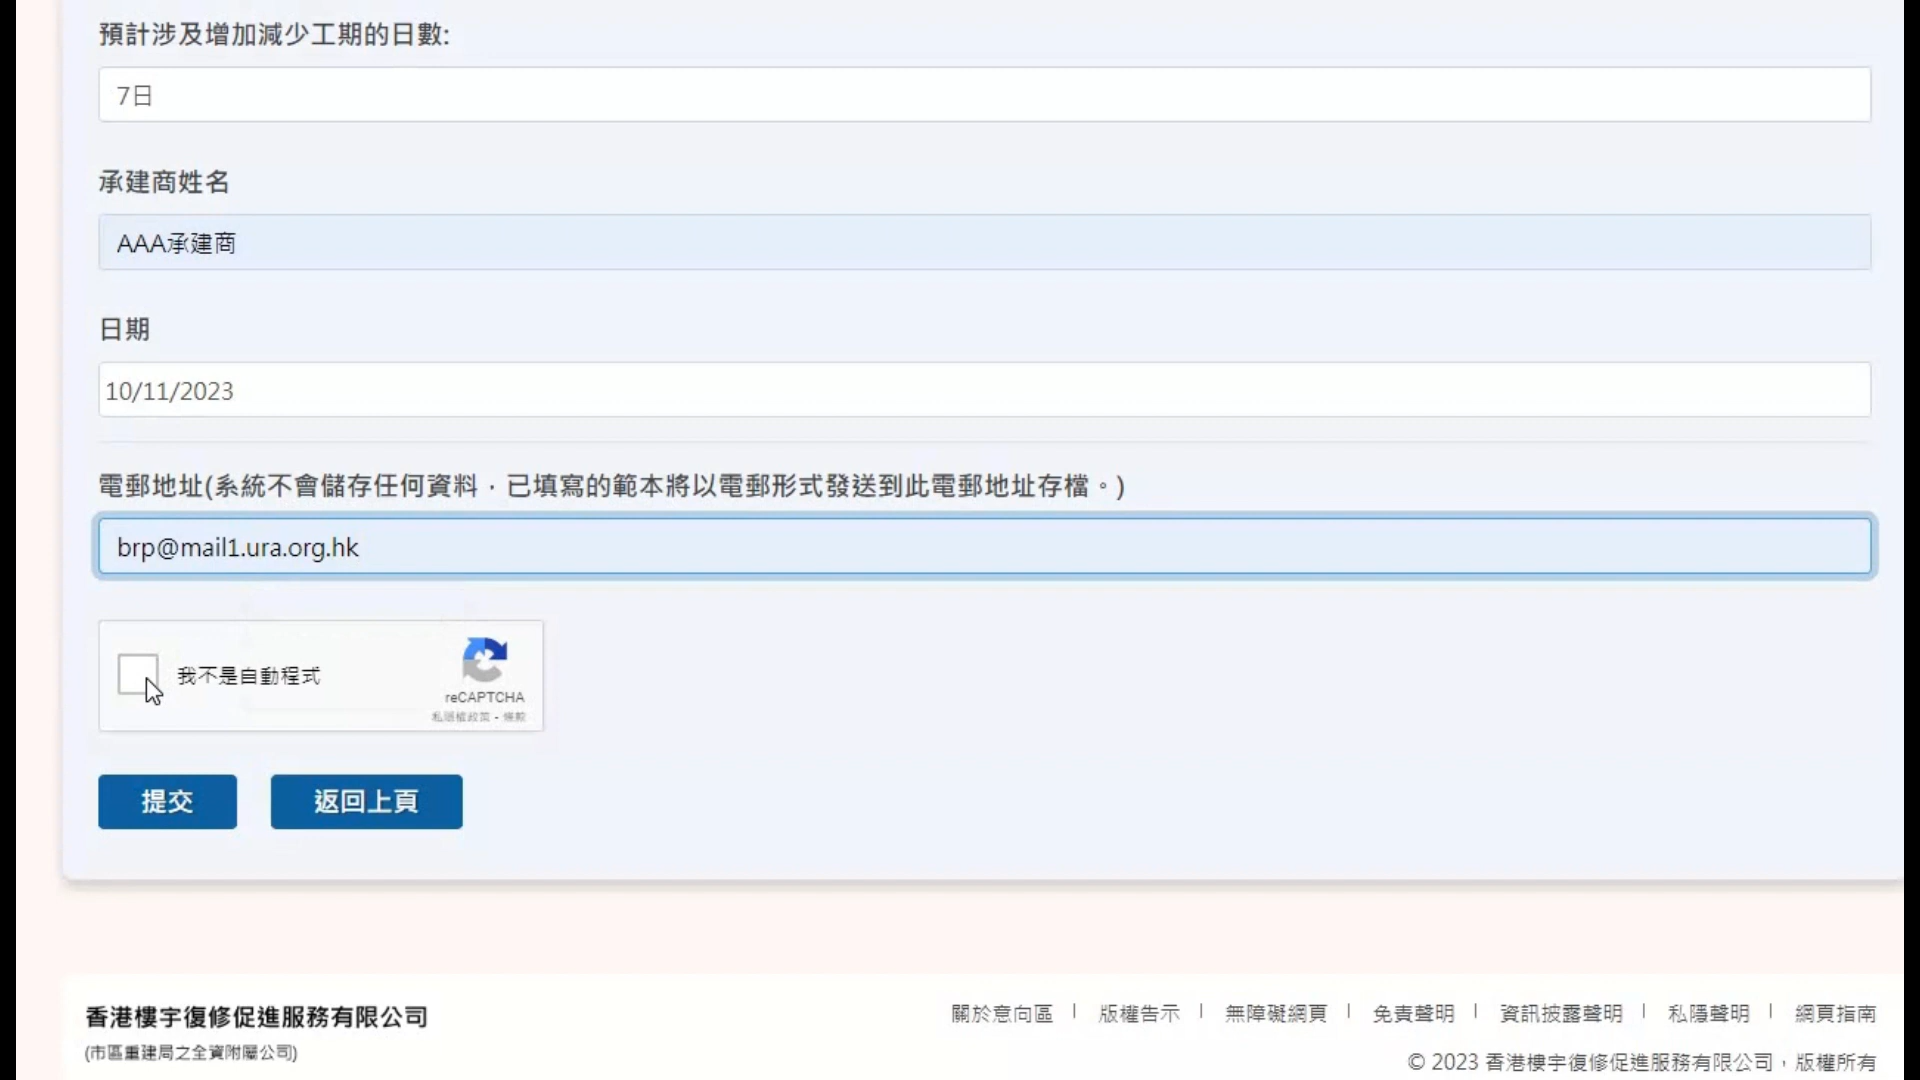 預計涉及增加減少工期的日數:
7日
承建商姓名
AAA承建商
日期
10/11/2023
電郵地址(系統不會儲存任何資料，已填寫的範本將以電郵形式發送到此電郵地址存檔。)
brp@mail1.ura.org.hk
我不是自動程式
reCAPTCHA
私隱權政策 - 條款
提交
返回上頁
香港樓宇復修促進服務有限公司
(市區重建局之全資附屬公司)
關於意向區 | 版權告示 | 無障礙網頁 | 免責聲明 | 資訊披露聲明 | 私隱聲明 | 網頁指南
© 2023 香港樓宇復修促進服務有限公司，版權所有